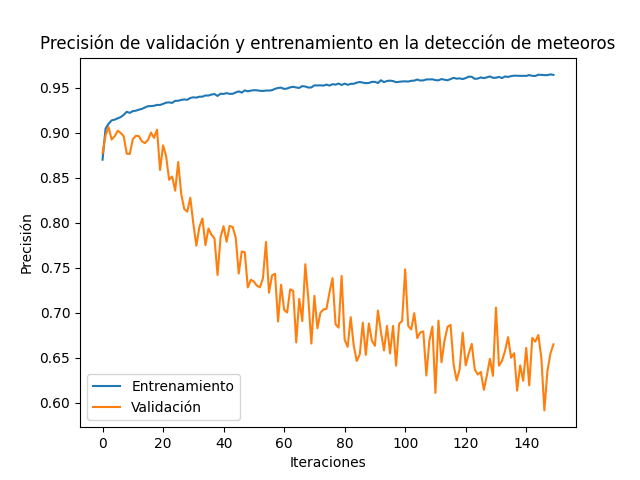 Precisión de validación y entrenamiento en la detección de meteoros
0.95
0.90
0.85
0.80
0.75
0.70
0.65
0.60
Precisión
Entrenamiento
Validación
0 20 40 60 80 100 120 140
Iteraciones